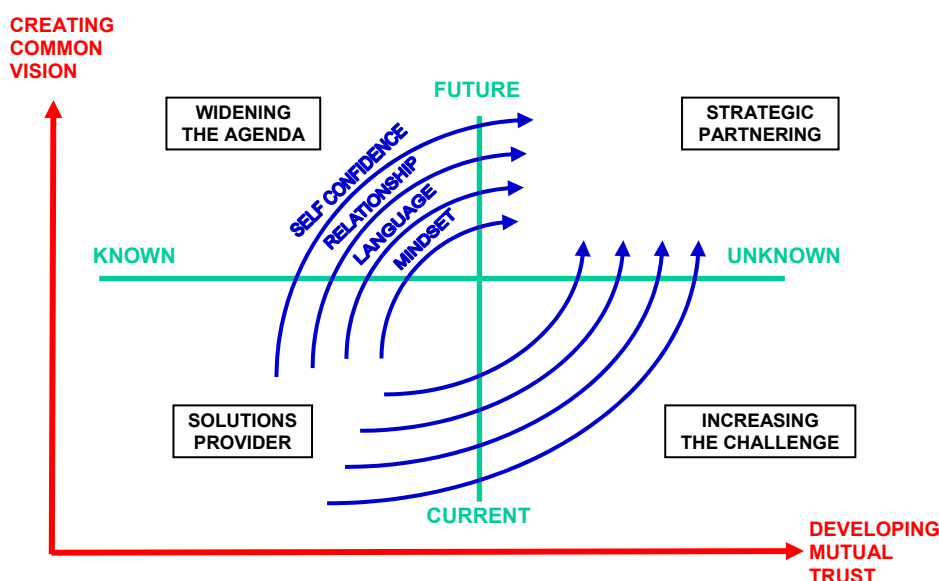 CREATING
COMMON
VISION
WIDENING
THE AGENDA
FUTURE
STRATEGIC
PARTNERING
SELF CONFIDENCE
RELATIONSHIP
LANGUAGE
MINDSET
KNOWN
UNKNOWN
SOLUTIONS
PROVIDER
INCREASING
THE CHALLENGE
CURRENT
DEVELOPING
MUTUAL
TRUST